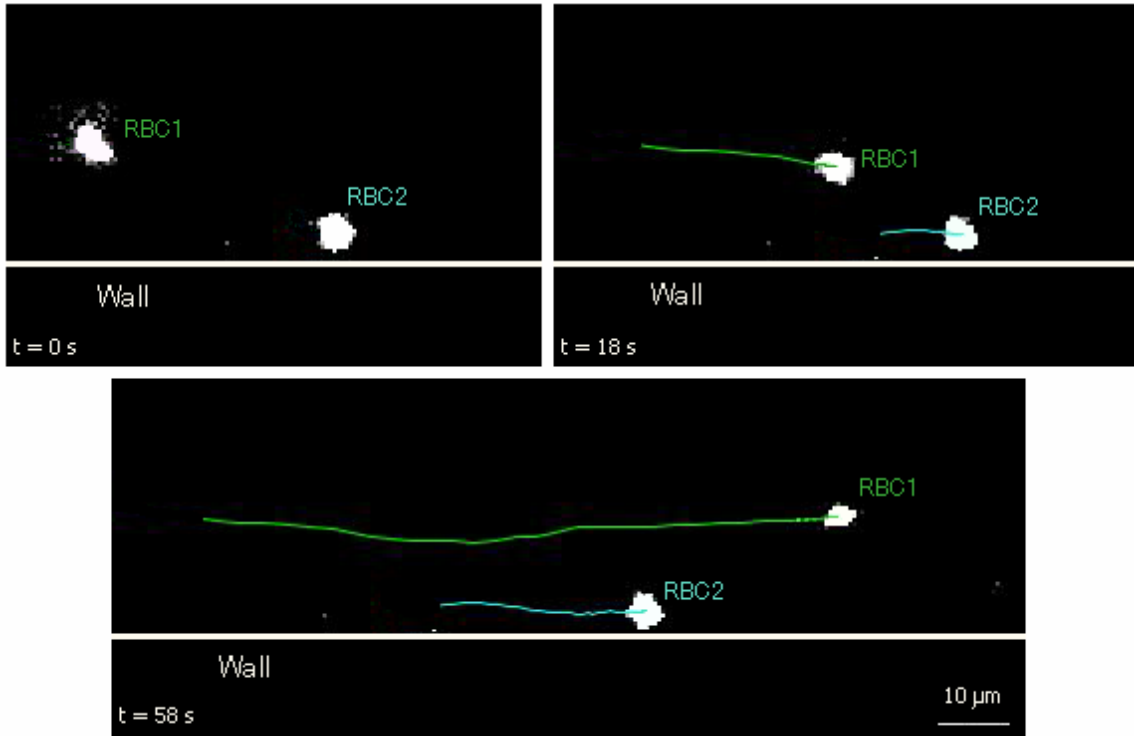 RBC1
RBC2
Wall
t = 0 s
RBC1
RBC2
Wall
t = 18 s
RBC1
RBC2
Wall
10 µm
t = 58 s